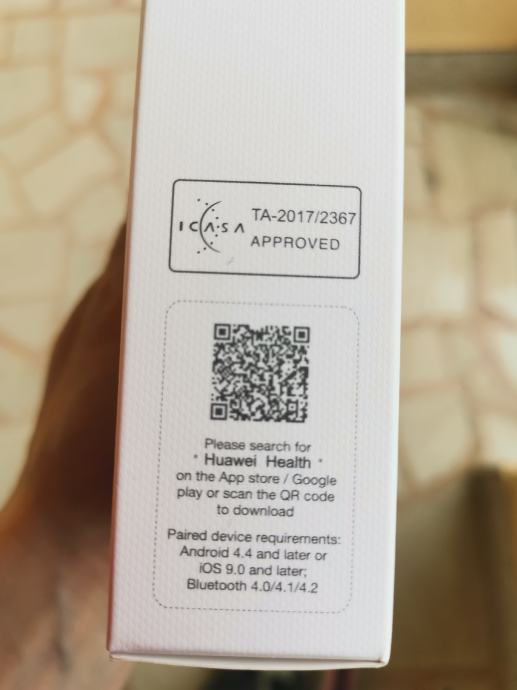 ICASA
TA-2017/2367
APPROVED
Please search for
" Huawei Health "
on the App store / Google
play or scan the QR code
to download
Paired device requirements:
Android 4.4 and later or
iOS 9.0 and later;
Bluetooth 4.0/4.1/4.2